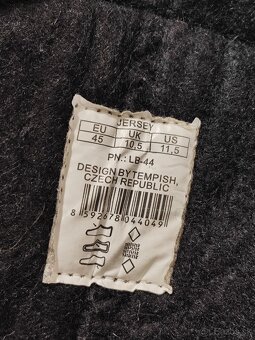 JERSEY
EU UK US
45 10,5 11,5
PN.: LB-44
DESIGN BY TEMPISH,
CZECH REPUBLIC
8 592678 044049